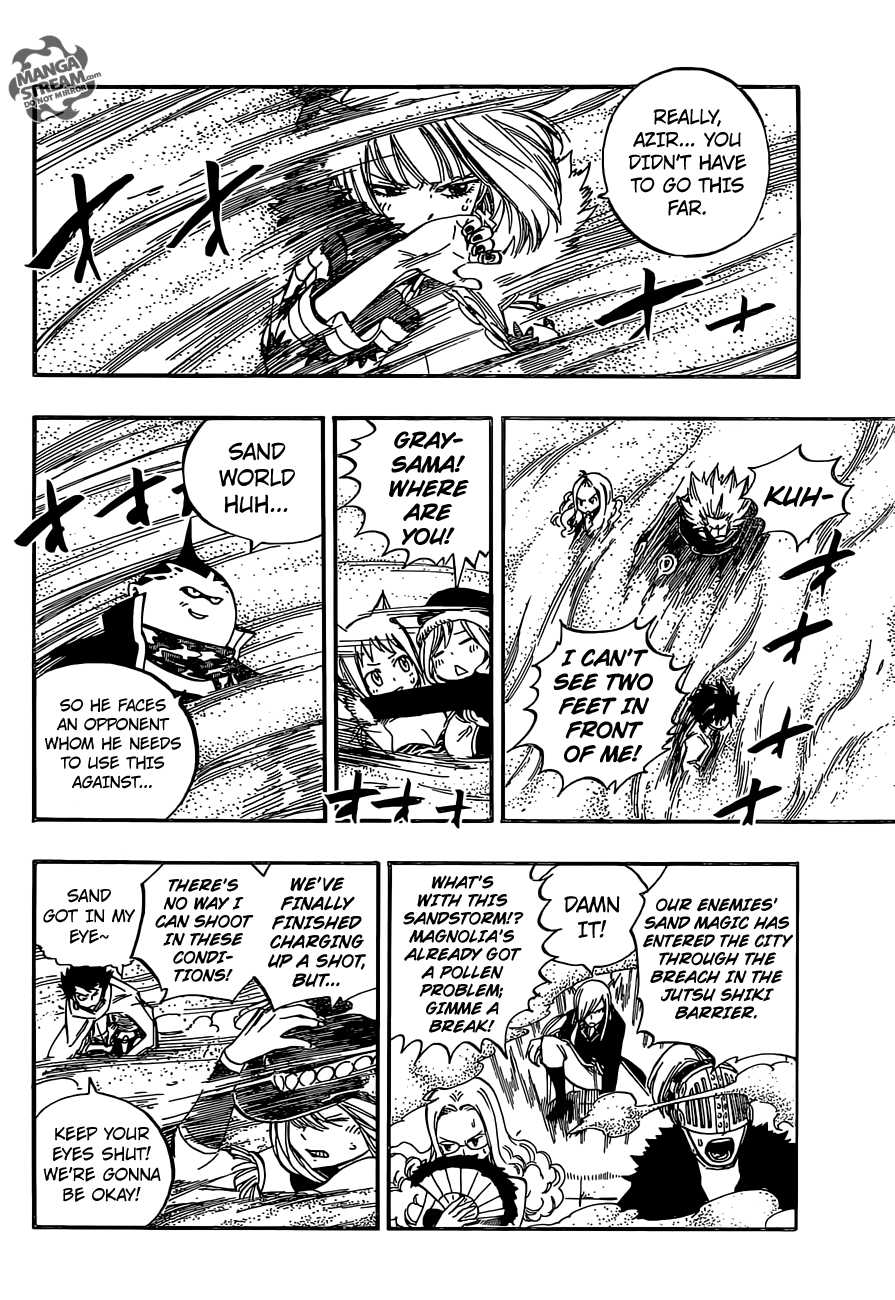 MANGA
STREAM.com
DO NOT MIRROR
REALLY,
AZIR... YOU
DIDN'T HAVE
TO GO THIS
FAR.
KUH-
I CAN'T
SEE TWO
FEET IN
FRONT
OF ME!
GRAY-
SAMA!
WHERE
ARE
YOU!
SAND
WORLD
HUH...
SO HE FACES
AN OPPONENT
WHOM HE NEEDS
TO USE THIS
AGAINST...
OUR ENEMIES'
SAND MAGIC HAS
ENTERED THE CITY
THROUGH THE
BREACH IN THE
JUTSU SHIKI
BARRIER.
DAMN
IT!
WHAT'S
WITH THIS
SANDSTORM!?
MAGNOLIA'S
ALREADY GOT
A POLLEN
PROBLEM;
GIMME A
BREAK!
WE'VE
FINALLY
FINISHED
CHARGING
UP A SHOT,
BUT...
THERE'S
NO WAY I
CAN SHOOT
IN THESE
CONDI-
TIONS!
SAND
GOT IN MY
EYE~
KEEP YOUR
EYES SHUT!
WE'RE GONNA
BE OKAY!